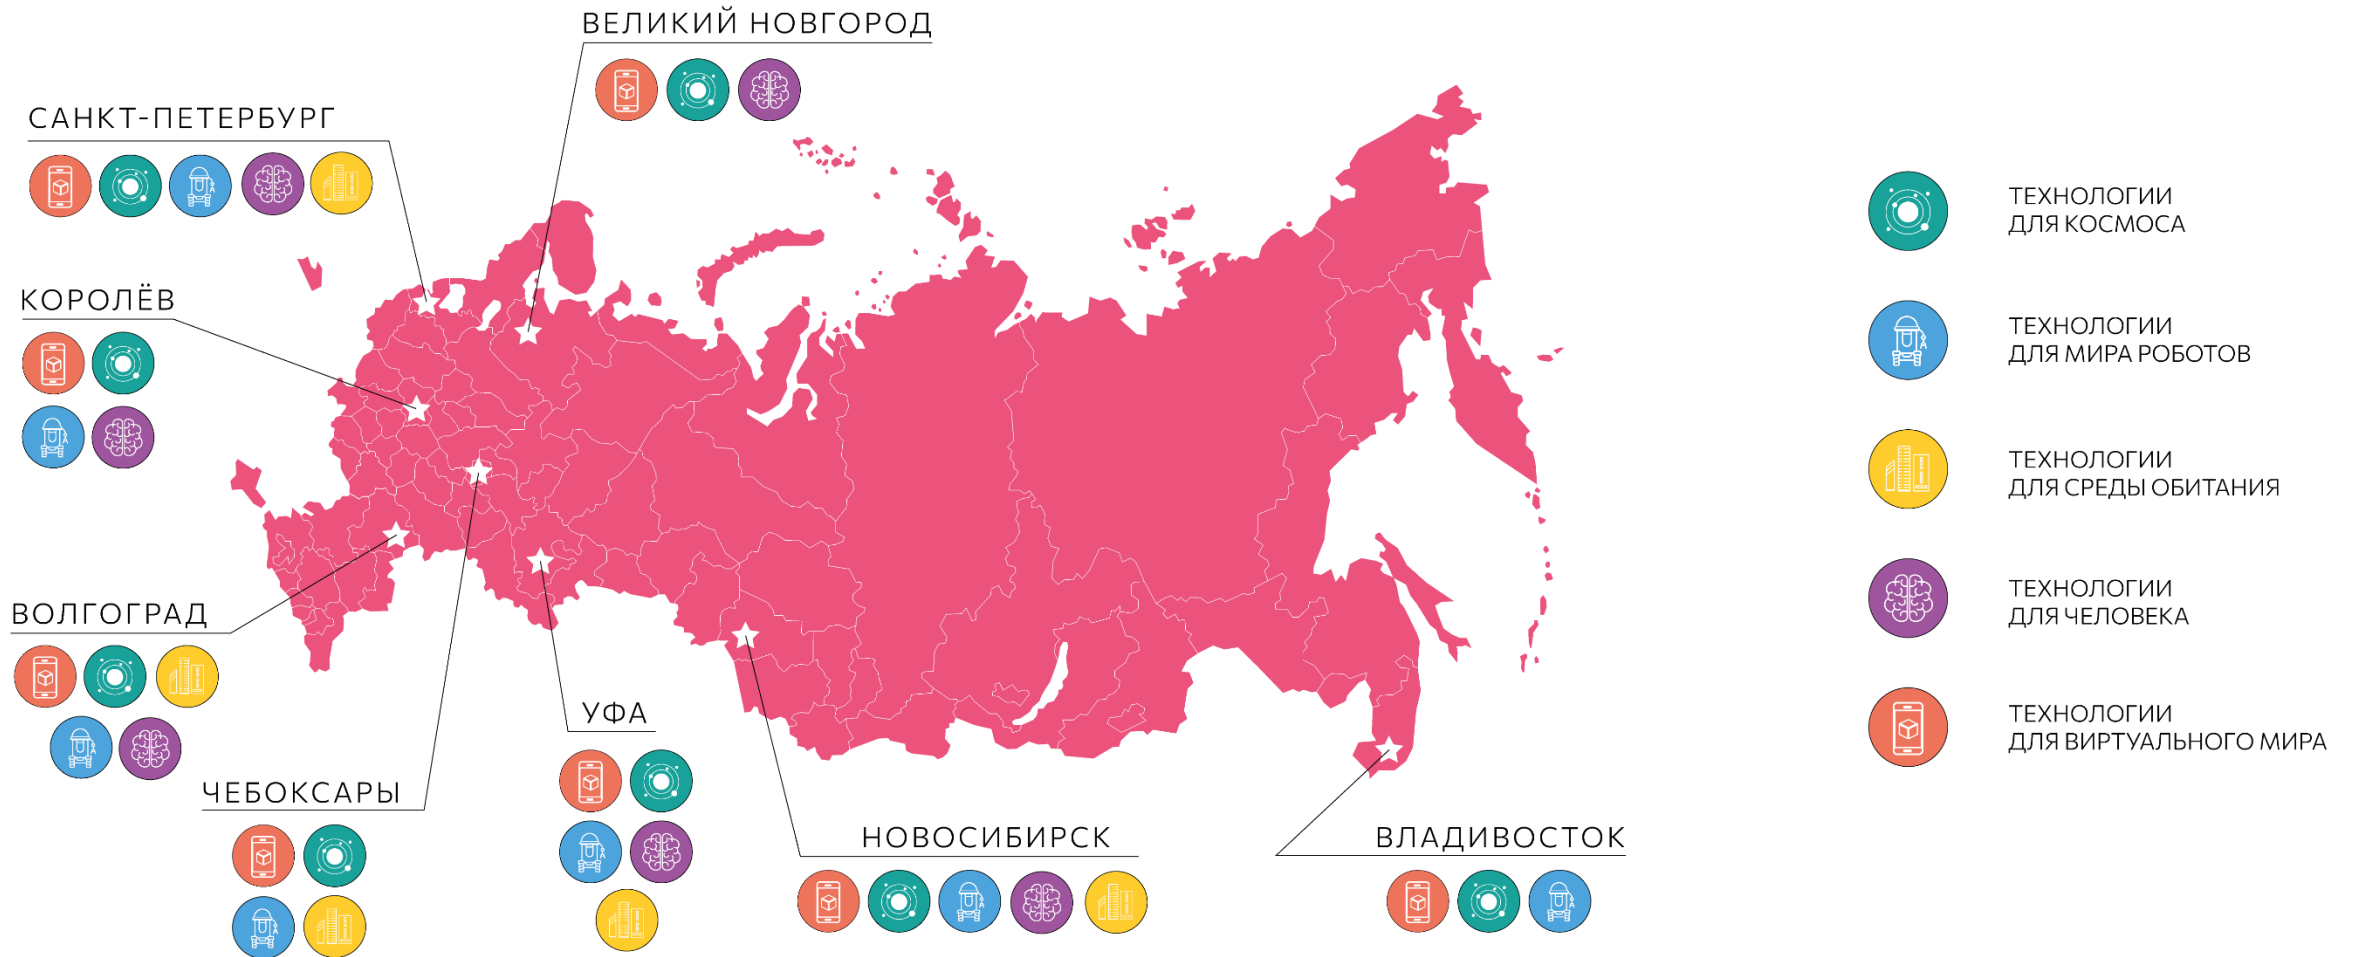 ВЕЛИКИЙ НОВГОРОД
САНКТ-ПЕТЕРБУРГ
КОРОЛЁВ
ВОЛГОГРАД
ЧЕБОКСАРЫ
УФА
НОВОСИБИРСК
ВЛАДИВОСТОК
ТЕХНОЛОГИИ
ДЛЯ КОСМОСА
ТЕХНОЛОГИИ
ДЛЯ МИРА РОБОТОВ
ТЕХНОЛОГИИ
ДЛЯ СРЕДЫ ОБИТАНИЯ
ТЕХНОЛОГИИ
ДЛЯ ЧЕЛОВЕКА
ТЕХНОЛОГИИ
ДЛЯ ВИРТУАЛЬНОГО МИРА